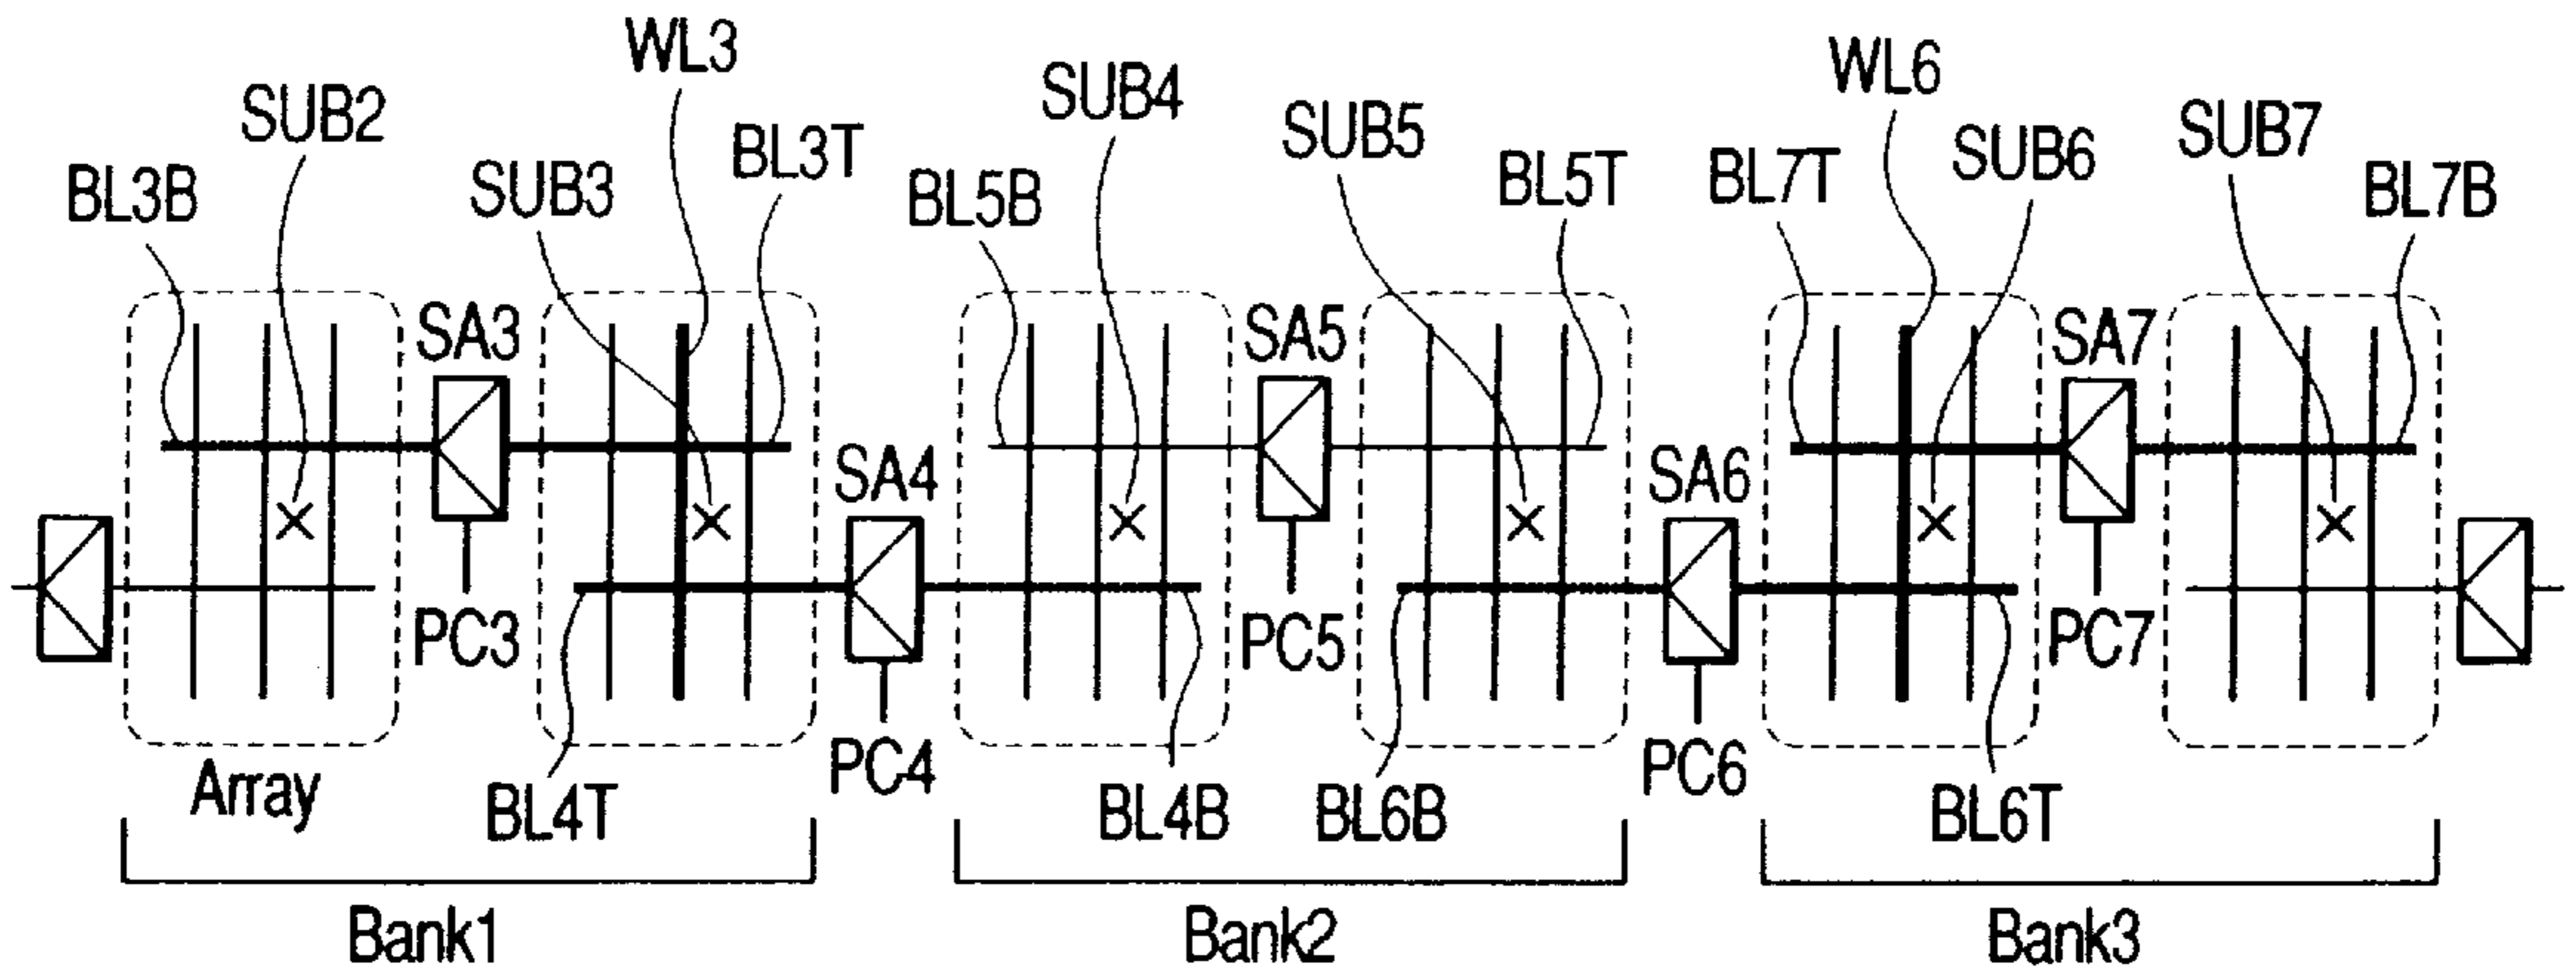 WL3
WL6
SUB4
SUB2
SUB5
SUB7
BL3T
SUB6
BL3B
SUB3
BL5B
BL5T
BL7T
BL7B
SA3
SA5
SA7
SA4
SA6
PC3
PC5
PC7
PC4
PC6
Array
BL4T
BL4B
BL6B
BL6T
Bank1
Bank2
Bank3